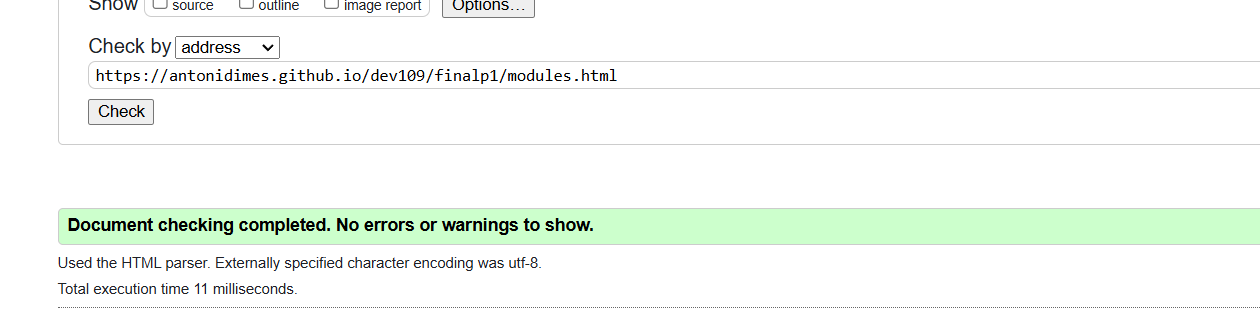 Show source outline image report Options...
Check by address
https://antonidimes.github.io/dev109/finalp1/modules.html
Check
Document checking completed. No errors or warnings to show.
Used the HTML parser. Externally specified character encoding was utf-8.
Total execution time 11 milliseconds.